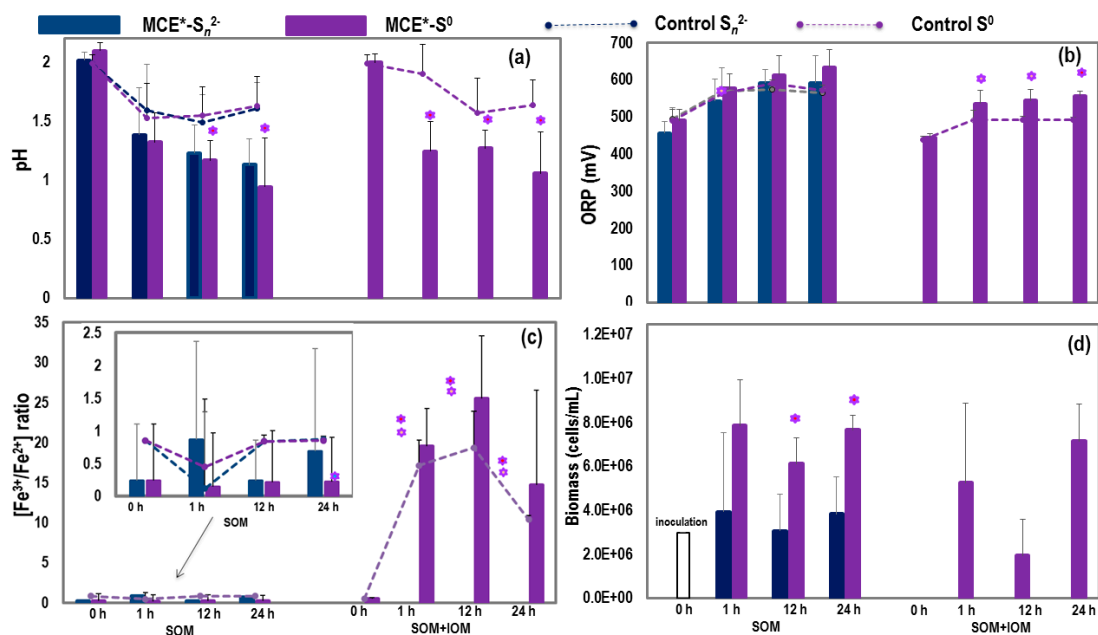 MCE*-Sₙ²⁻ MCE*-S⁰ Control Sₙ²⁻ Control S⁰
(a)
pH
2
1.5
1
0.5
0
(b)
ORP (mV)
700
600
500
400
300
200
100
0
(c)
[Fe³⁺/Fe²⁺] ratio
35
30
25
20
15
10
5
0
2.5
2
1.5
1
0.5
0
0 h 1 h 12 h 24 h
SOM
0 h 1 h 12 h 24 h 0 h 1 h 12 h 24 h
SOM SOM+IOM
(d)
Biomass (cells/mL)
1.2E+07
1.0E+07
8.0E+06
6.0E+06
4.0E+06
2.0E+06
0.0E+00
inoculation
0 h 1 h 12 h 24 h 0 h 1 h 12 h 24 h
SOM SOM+IOM